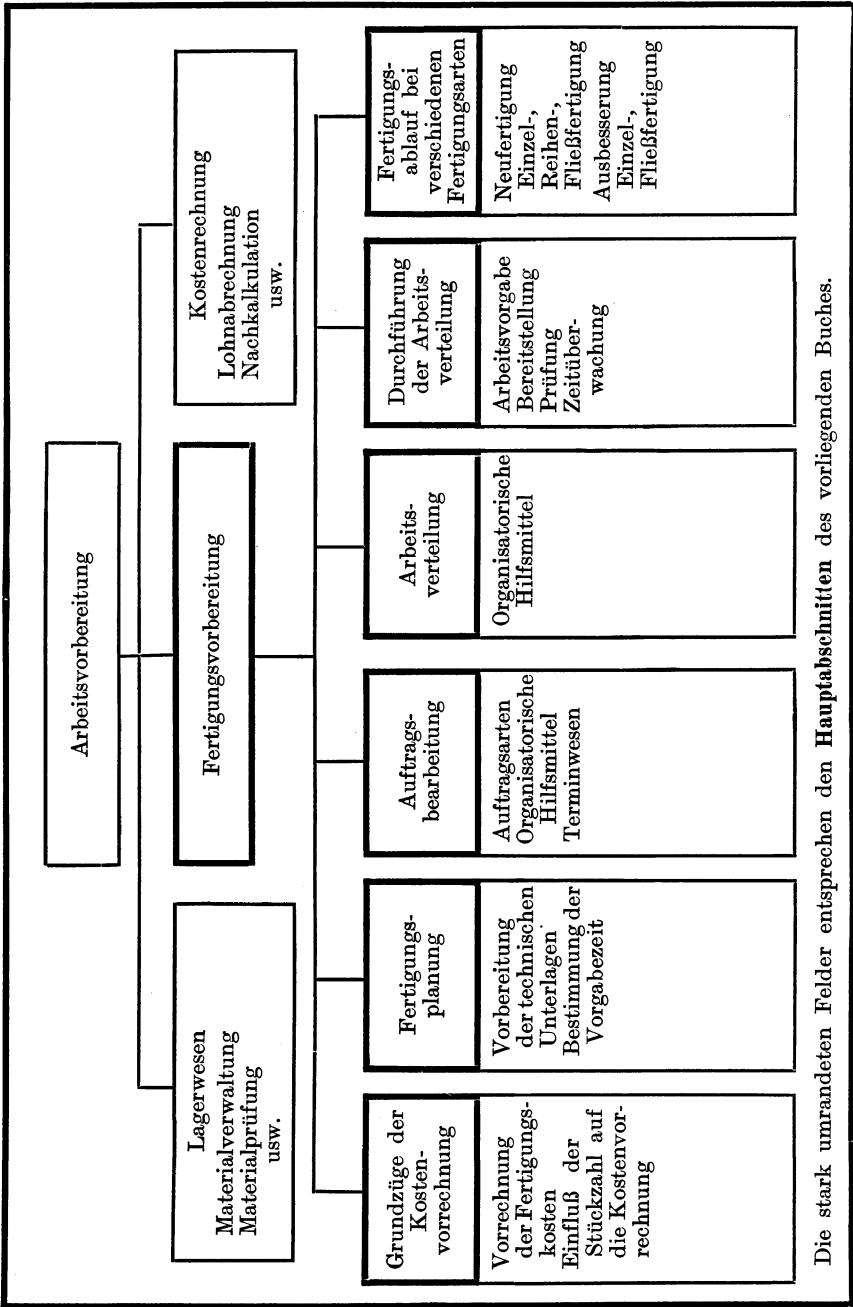 Arbeitsvorbereitung
Lagerwesen
Materialverwaltung
Materialprüfung
usw.
Fertigungsvorbereitung
Kostenrechnung
Lohnabrechnung
Nachkalkulation
usw.
Grundzüge der
Kosten-
vorrechnung
Vorrechnung
der Fertigungs-
kosten
Einfluß der
Stückzahl auf
die Kostenvor-
rechnung
Fertigungs-
planung
Vorbereitung
der technischen
Unterlagen
Bestimmung der
Vorgabezeit
Auftrags-
bearbeitung
Auftragsarten
Organisatorische
Hilfsmittel
Terminwesen
Arbeits-
verteilung
Organisatorische
Hilfsmittel
Durchführung
der Arbeits-
verteilung
Arbeitsvorgabe
Bereitstellung
Prüfung
Zeitüber-
wachung
Fertigungs-
ablauf bei
verschiedenen
Fertigungsarten
Neufertigung
Einzel-,
Reihen-,
Fließfertigung
Ausbesserung
Einzel-,
Fließfertigung
Die stark umrandeten Felder entsprechen den Hauptabschnitten des vorliegenden Buches.